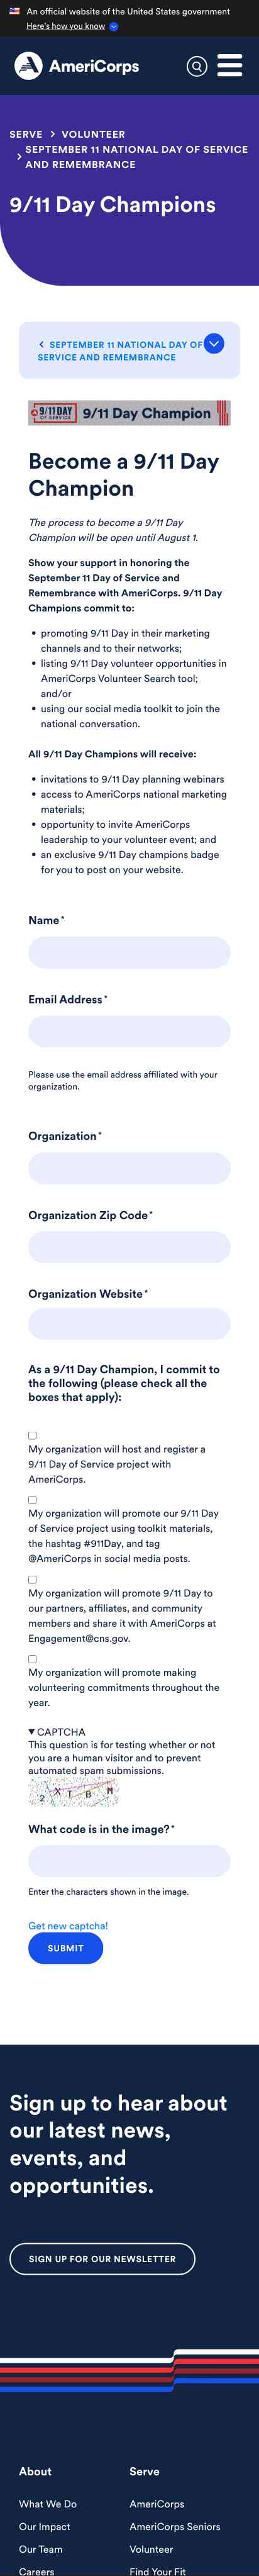 An official website of the United States government
Here's how you know
AmeriCorps
SERVE > VOLUNTEER
> SEPTEMBER 11 NATIONAL DAY OF SERVICE
AND REMEMBRANCE
9/11 Day Champions
< SEPTEMBER 11 NATIONAL DAY OF
SERVICE AND REMEMBRANCE
9/11 DAY
OF SERVICE
9/11 Day Champion
Become a 9/11 Day
Champion
The process to become a 9/11 Day
Champion will be open until August 1.
Show your support in honoring the
September 11 Day of Service and
Remembrance with AmeriCorps. 9/11 Day
Champions commit to:
• promoting 9/11 Day in their marketing
channels and to their networks;
• listing 9/11 Day volunteer opportunities in
AmeriCorps Volunteer Search tool;
and/or
• using our social media toolkit to join the
national conversation.
All 9/11 Day Champions will receive:
• invitations to 9/11 Day planning webinars
• access to AmeriCorps national marketing
materials;
• opportunity to invite AmeriCorps
leadership to your volunteer event; and
• an exclusive 9/11 Day champions badge
for you to post on your website.
Name*
Email Address*
Please use the email address affiliated with your
organization.
Organization*
Organization Zip Code*
Organization Website*
As a 9/11 Day Champion, I commit to
the following (please check all the
boxes that apply):
My organization will host and register a
9/11 Day of Service project with
AmeriCorps.
My organization will promote our 9/11 Day
of Service project using toolkit materials,
the hashtag #911Day, and tag
@AmeriCorps in social media posts.
My organization will promote 9/11 Day to
our partners, affiliates, and community
members and share it with AmeriCorps at
Engagement@cns.gov.
My organization will promote making
volunteering commitments throughout the
year.
▼ CAPTCHA
This question is for testing whether or not
you are a human visitor and to prevent
automated spam submissions.
2 X T B M
What code is in the image?*
Enter the characters shown in the image.
Get new captcha!
SUBMIT
Sign up to hear about
our latest news,
events, and
opportunities.
SIGN UP FOR OUR NEWSLETTER
About
Serve
What We Do
AmeriCorps
Our Impact
AmeriCorps Seniors
Our Team
Volunteer
Careers
Find Your Fit